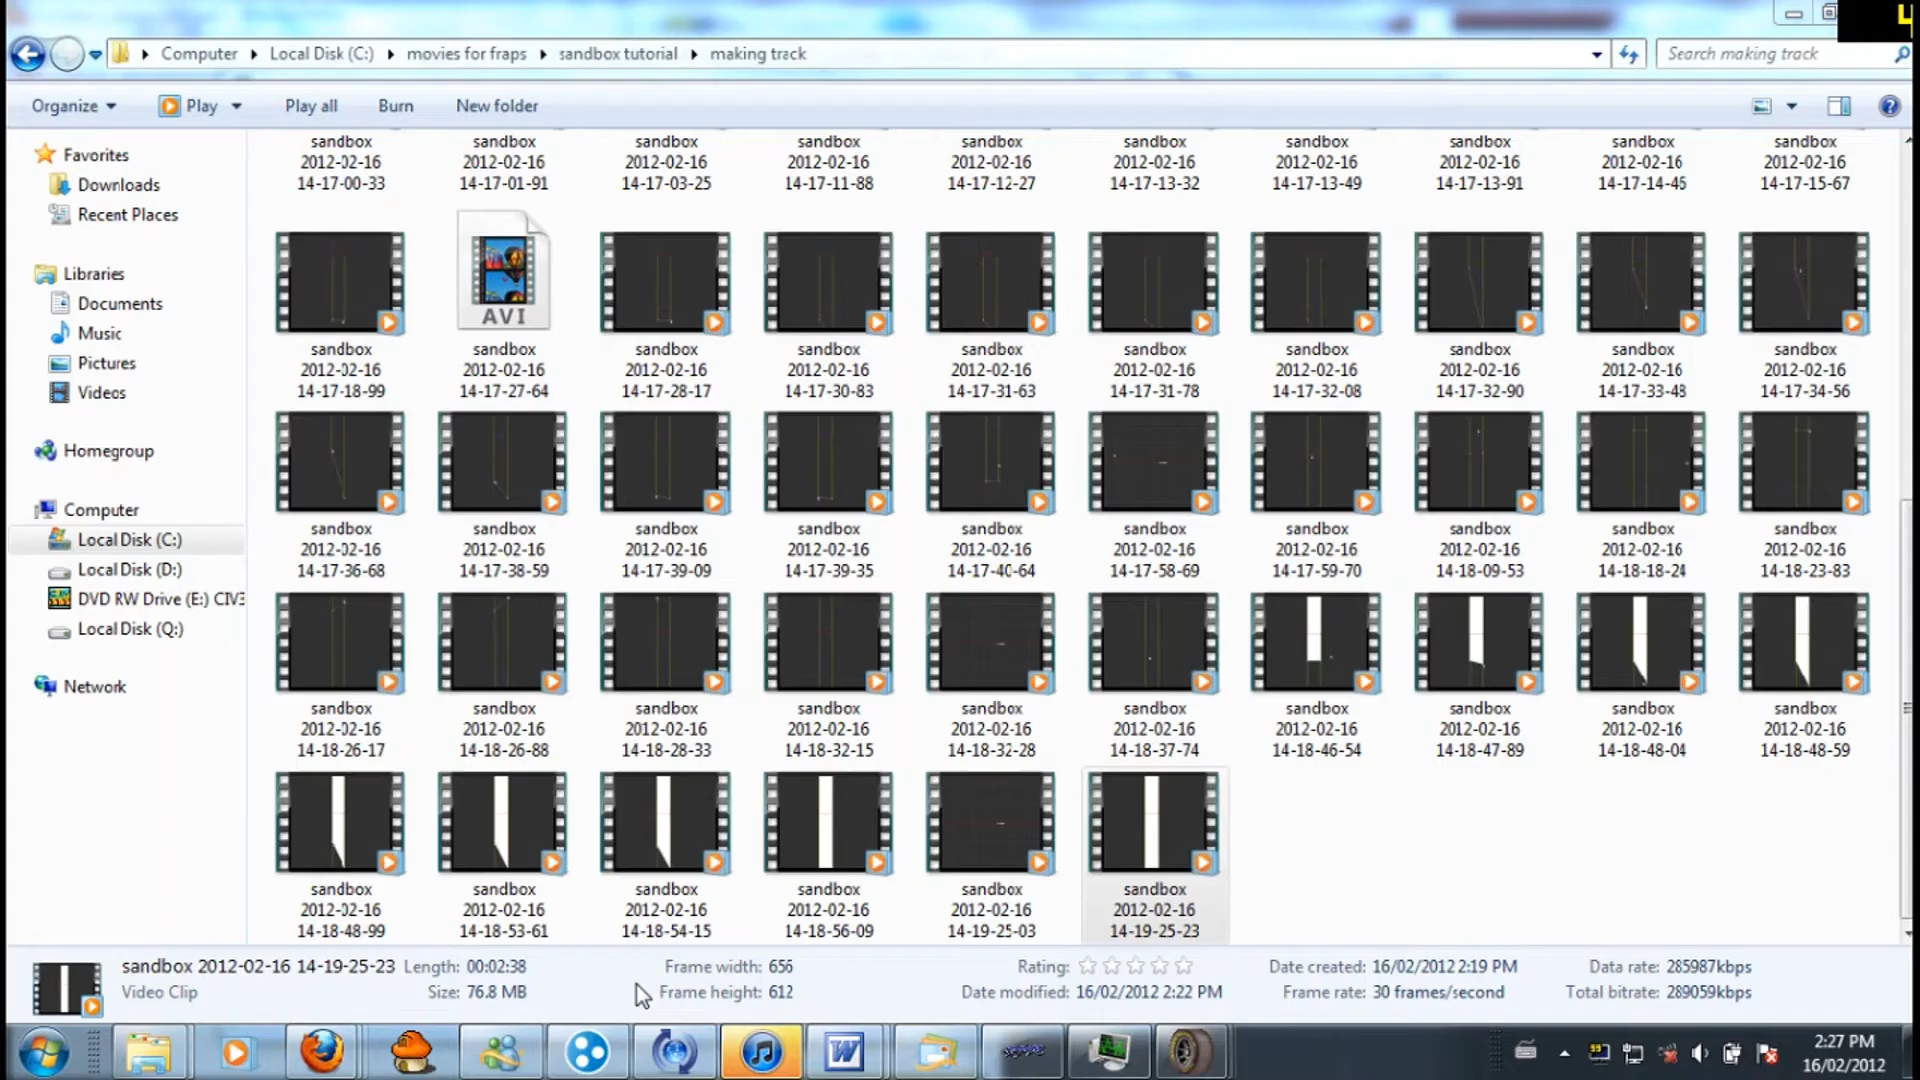 Computer Local Disk (C:) movies for fraps sandbox tutorial making track Search making track
Organize Play Play all Burn New folder
Favorites
Downloads
Recent Places
Libraries
Documents
Music
Pictures
Videos
Homegroup
Computer
Local Disk (C:)
Local Disk (D:)
DVD RW Drive (E:) CIV3
Local Disk (Q:)
Network
sandbox sandbox sandbox sandbox sandbox sandbox sandbox sandbox sandbox sandbox
2012-02-16 2012-02-16 2012-02-16 2012-02-16 2012-02-16 2012-02-16 2012-02-16 2012-02-16 2012-02-16 2012-02-16
14-17-00-33 14-17-01-91 14-17-03-25 14-17-11-88 14-17-12-27 14-17-13-32 14-17-13-49 14-17-13-91 14-17-14-46 14-17-15-67
AVI
sandbox sandbox sandbox sandbox sandbox sandbox sandbox sandbox sandbox sandbox
2012-02-16 2012-02-16 2012-02-16 2012-02-16 2012-02-16 2012-02-16 2012-02-16 2012-02-16 2012-02-16 2012-02-16
14-17-18-99 14-17-27-64 14-17-28-17 14-17-30-83 14-17-31-63 14-17-31-78 14-17-32-08 14-17-32-90 14-17-33-48 14-17-34-56
sandbox sandbox sandbox sandbox sandbox sandbox sandbox sandbox sandbox sandbox
2012-02-16 2012-02-16 2012-02-16 2012-02-16 2012-02-16 2012-02-16 2012-02-16 2012-02-16 2012-02-16 2012-02-16
14-17-36-68 14-17-38-59 14-17-39-09 14-17-39-35 14-17-40-64 14-17-58-69 14-17-59-70 14-18-09-53 14-18-18-24 14-18-23-83
sandbox sandbox sandbox sandbox sandbox sandbox sandbox sandbox sandbox sandbox
2012-02-16 2012-02-16 2012-02-16 2012-02-16 2012-02-16 2012-02-16 2012-02-16 2012-02-16 2012-02-16 2012-02-16
14-18-26-17 14-18-26-88 14-18-28-33 14-18-32-15 14-18-32-28 14-18-37-74 14-18-46-54 14-18-47-89 14-18-48-04 14-18-48-59
sandbox sandbox sandbox sandbox sandbox sandbox
2012-02-16 2012-02-16 2012-02-16 2012-02-16 2012-02-16 2012-02-16
14-18-48-99 14-18-53-61 14-18-54-15 14-18-56-09 14-19-25-03 14-19-25-23
sandbox 2012-02-16 14-19-25-23 Length: 00:02:38 Frame width: 656 Rating: Date created: 16/02/2012 2:19 PM Data rate: 285987kbps
Video Clip Size: 76.8 MB Frame height: 612 Date modified: 16/02/2012 2:22 PM Frame rate: 30 frames/second Total bitrate: 289059kbps
2:27 PM
16/02/2012